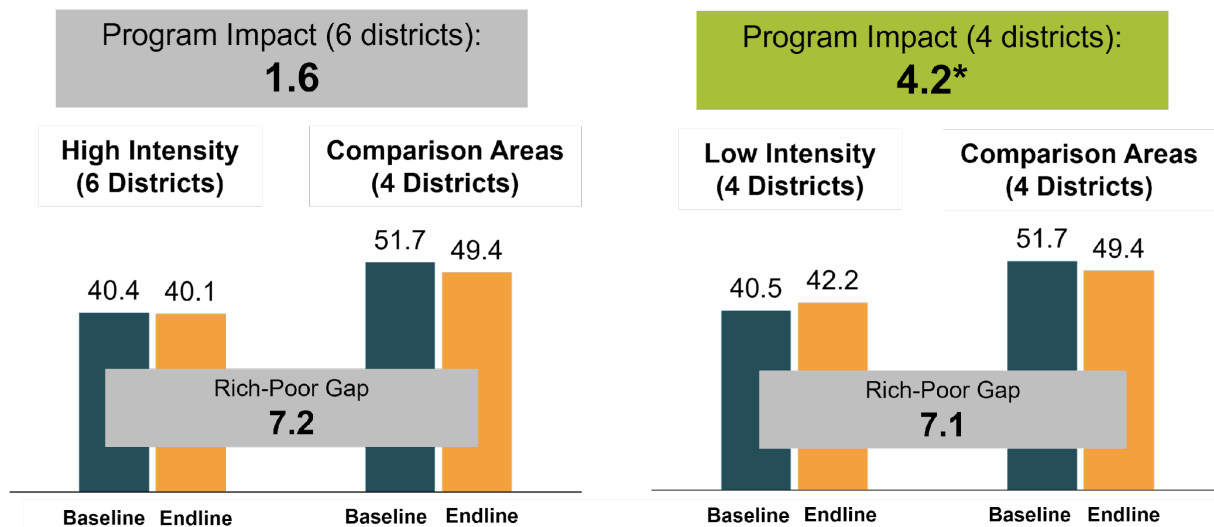 Program Impact (6 districts):
1.6
High Intensity
(6 Districts)
Comparison Areas
(4 Districts)
40.4
40.1
51.7
49.4
Rich-Poor Gap
7.2
Baseline
Endline
Baseline
Endline
Program Impact (4 districts):
4.2*
Low Intensity
(4 Districts)
Comparison Areas
(4 Districts)
40.5
42.2
51.7
49.4
Rich-Poor Gap
7.1
Baseline
Endline
Baseline
Endline